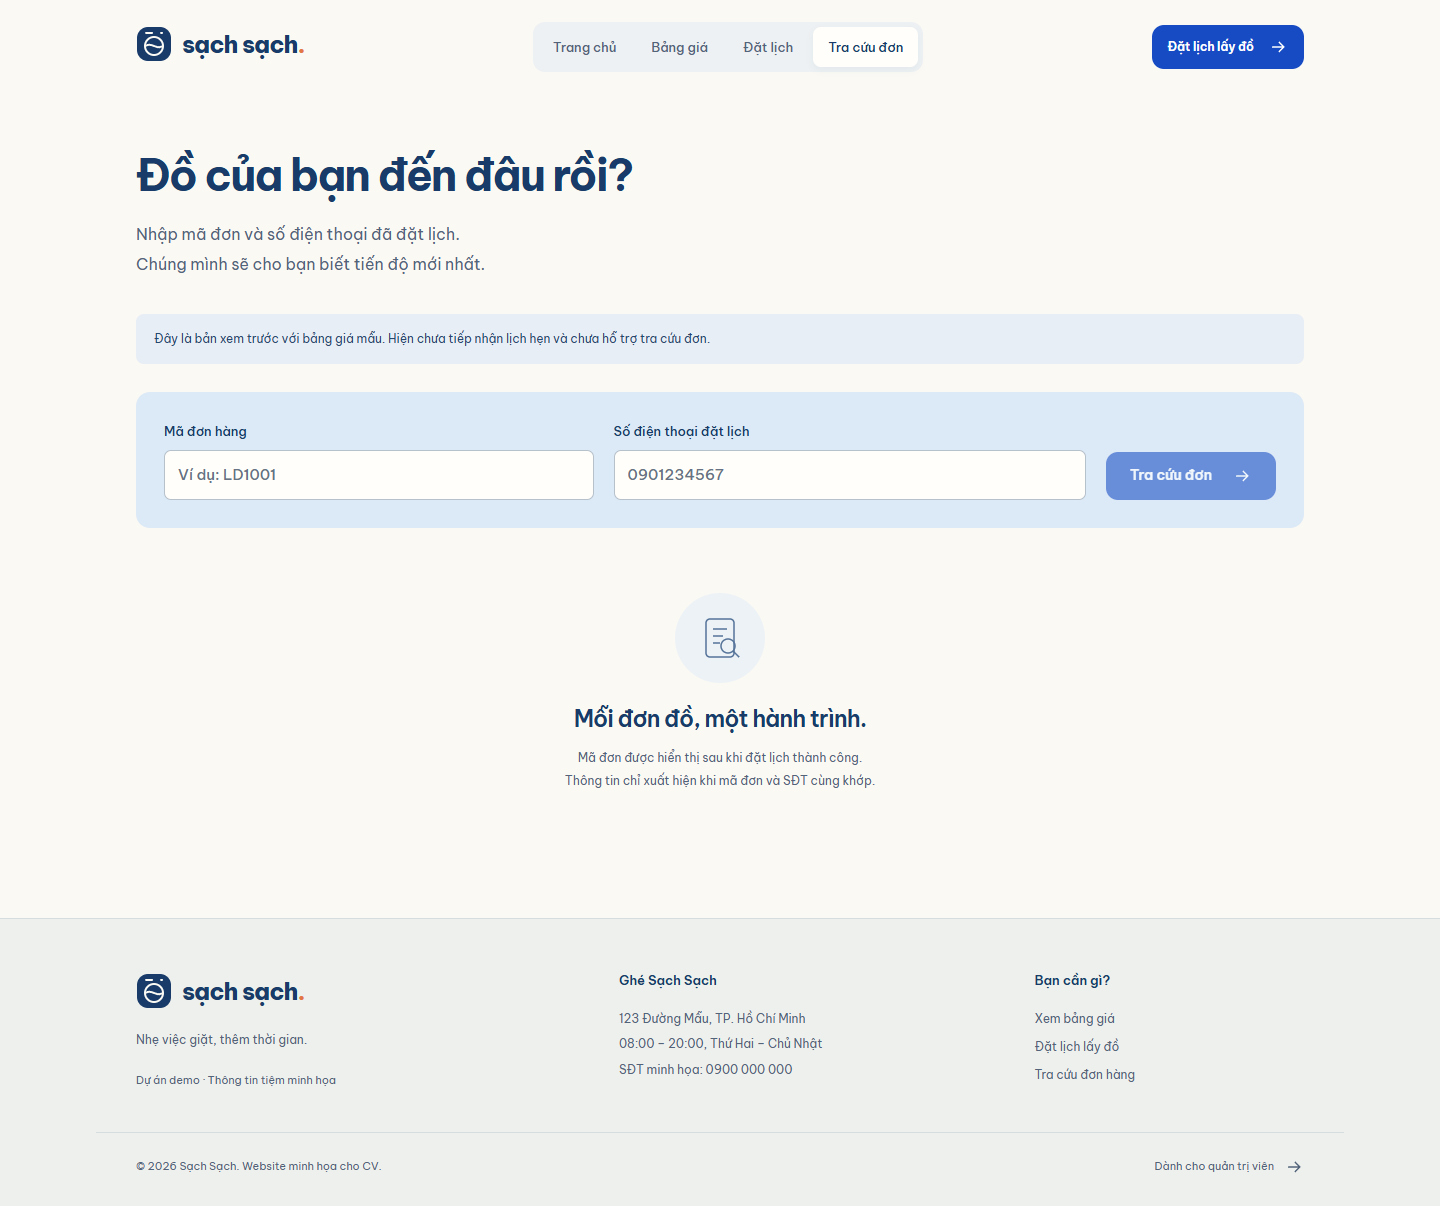 sạch sạch.
Trang chủ
Bảng giá
Đặt lịch
Tra cứu đơn
Đặt lịch lấy đồ
Đồ của bạn đến đâu rồi?
Nhập mã đơn và số điện thoại đã đặt lịch.
Chúng mình sẽ cho bạn biết tiến độ mới nhất.
Đây là bản xem trước với bảng giá mẫu. Hiện chưa tiếp nhận lịch hẹn và chưa hỗ trợ tra cứu đơn.
Mã đơn hàng
Số điện thoại đặt lịch
Ví dụ: LD1001
0901234567
Tra cứu đơn
Mỗi đơn đồ, một hành trình.
Mã đơn được hiển thị sau khi đặt lịch thành công.
Thông tin chỉ xuất hiện khi mã đơn và SĐT cùng khớp.
sạch sạch.
Nhẹ việc giặt, thêm thời gian.
Dự án demo · Thông tin tiệm minh họa
Ghé Sạch Sạch
123 Đường Mẫu, TP. Hồ Chí Minh
08:00 – 20:00, Thứ Hai – Chủ Nhật
SĐT minh họa: 0900 000 000
Bạn cần gì?
Xem bảng giá
Đặt lịch lấy đồ
Tra cứu đơn hàng
© 2026 Sạch Sạch. Website minh họa cho CV.
Dành cho quản trị viên